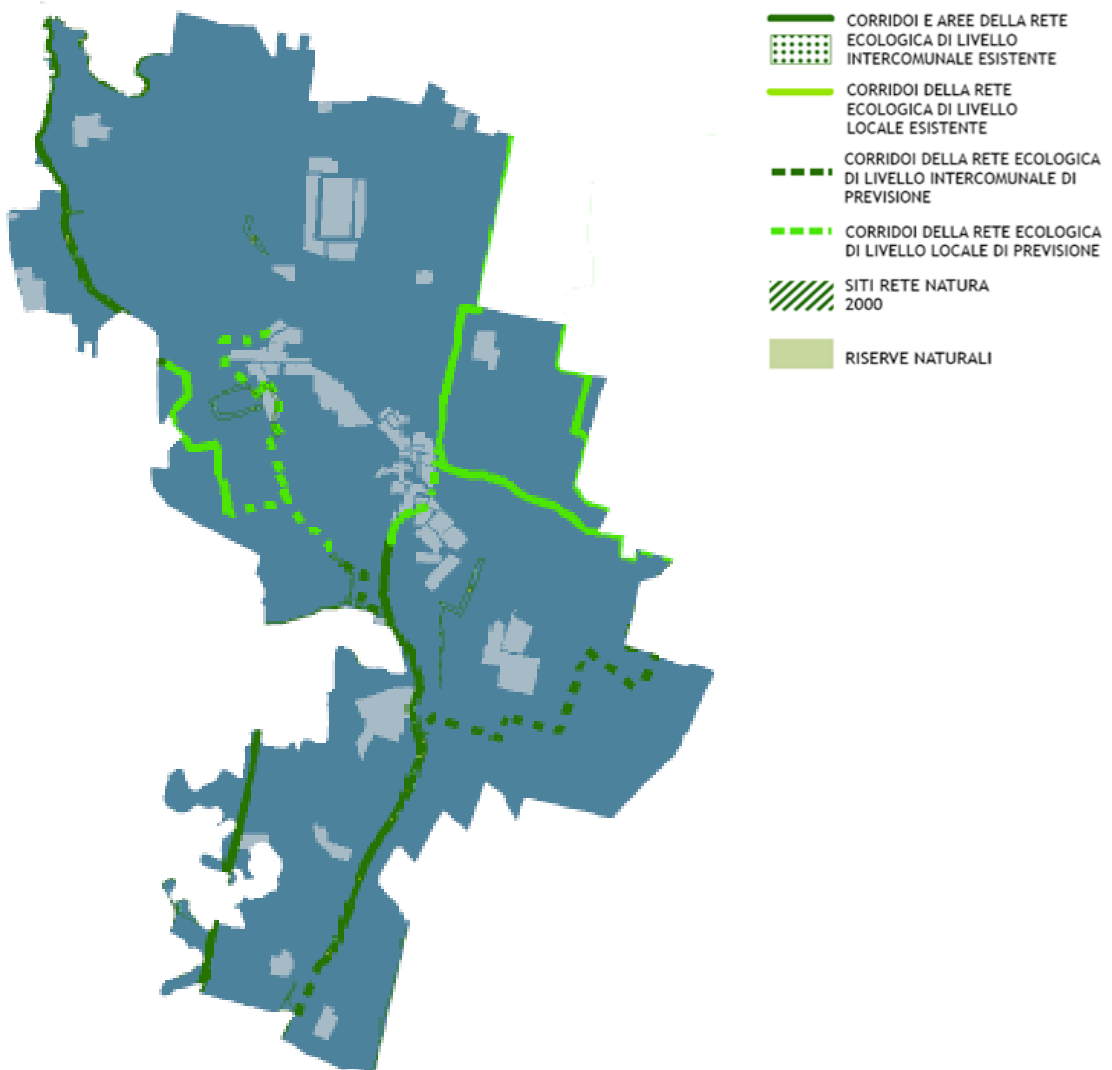 CORRIDOI E AREE DELLA RETE
ECOLOGICA DI LIVELLO
INTERCOMUNALE ESISTENTE
CORRIDOI DELLA RETE
ECOLOGICA DI LIVELLO
LOCALE ESISTENTE
CORRIDOI DELLA RETE ECOLOGICA
DI LIVELLO INTERCOMUNALE DI
PREVISIONE
CORRIDOI DELLA RETE ECOLOGICA
DI LIVELLO LOCALE DI PREVISIONE
SITI RETE NATURA
2000
RISERVE NATURALI